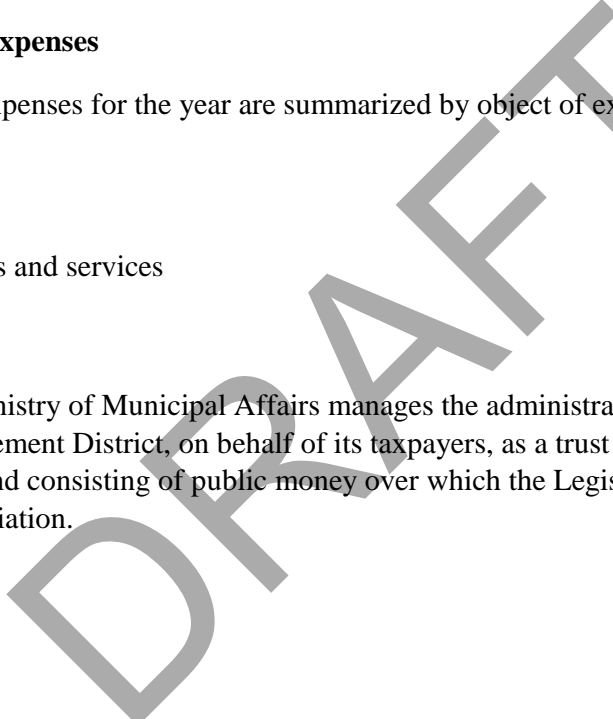 xpenses
penses for the year are summarized by object of ex
s and services
nistry of Municipal Affairs manages the administra
ement District, on behalf of its taxpayers, as a trust
nd consisting of public money over which the Legis
iation.
DRAFT